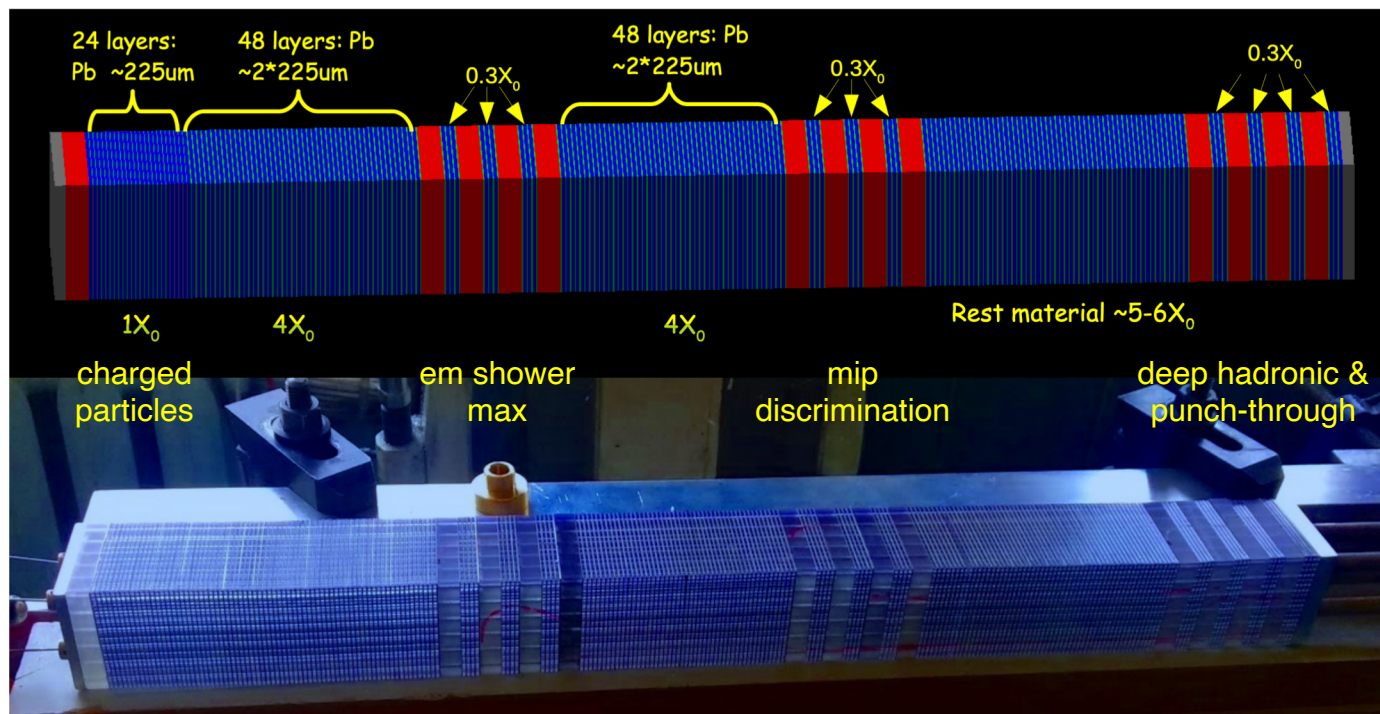 24 layers:
Pb ~225um
48 layers: Pb
~2*225um
0.3X₀
48 layers: Pb
~2*225um
0.3X₀
0.3X₀
1X₀
4X₀
4X₀
Rest material ~5-6X₀
charged
particles
em shower
max
mip
discrimination
deep hadronic &
punch-through